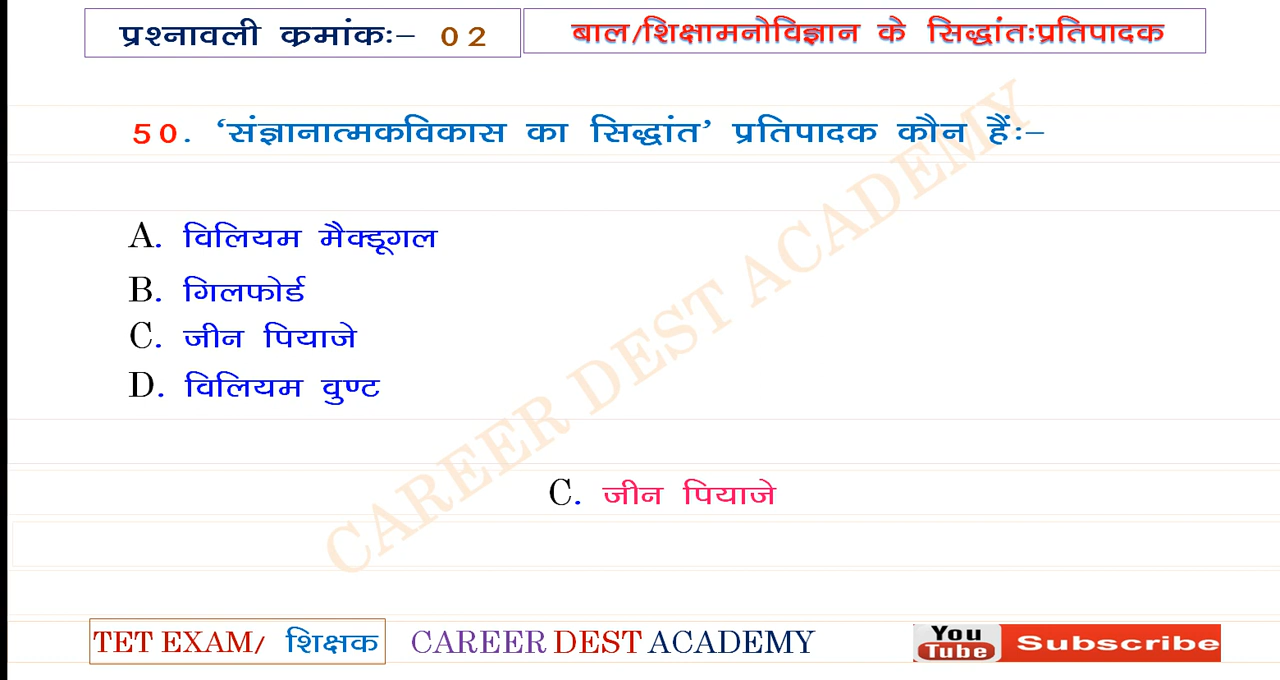 प्रश्नावली क्रमांकः– 02
बाल/शिक्षामनोविज्ञान के सिद्धांतःप्रतिपादक
50. ‘संज्ञानात्मकविकास का सिद्धांत’ प्रतिपादक कौन हैंः–
A. विलियम मैक्डूगल
B. गिलफोर्ड
C. जीन पियाजे
D. विलियम वुण्ट
C. जीन पियाजे
CAREER DEST ACADEMY
TET EXAM/ शिक्षक
CAREER DEST ACADEMY
You Tube Subscribe